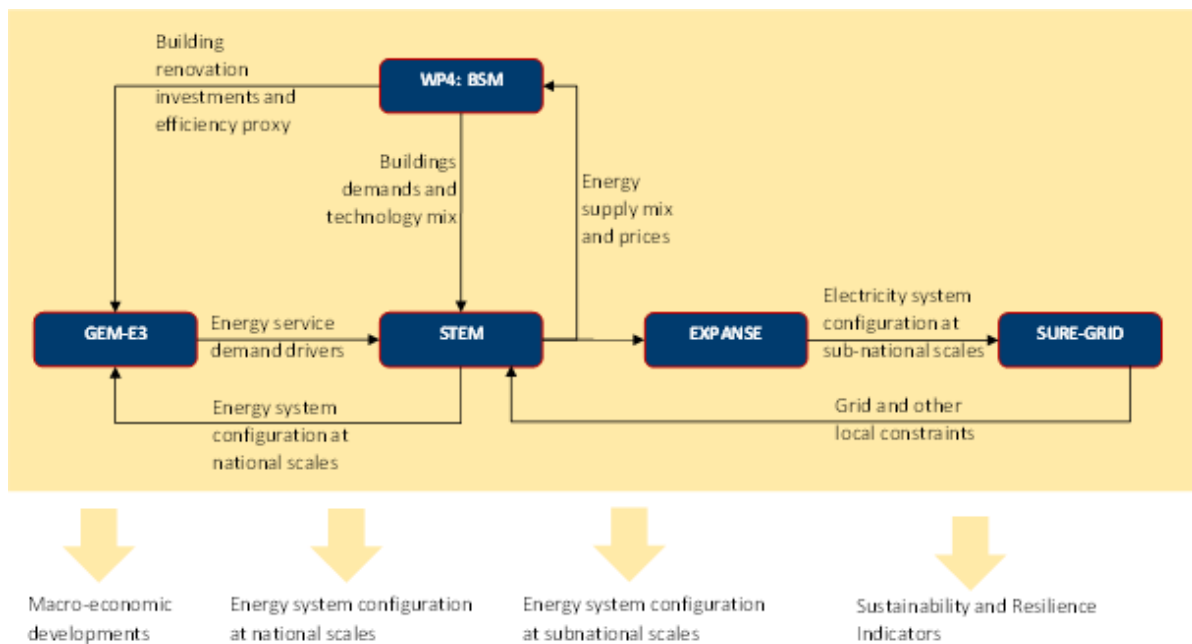 Building
renovation
investments and
efficiency proxy
WP4: BSM
Buildings
demands and
technology mix
Energy
supply mix
and prices
GEM-E3
Energy service
demand drivers
STEM
EXPANSE
Electricity system
configuration at
sub-national scales
SURE-GRID
Energy system
configuration at
national scales
Grid and other
local constraints
Macro-economic
developments
Energy system configuration
at national scales
Energy system configuration
at subnational scales
Sustainability and Resilience
Indicators